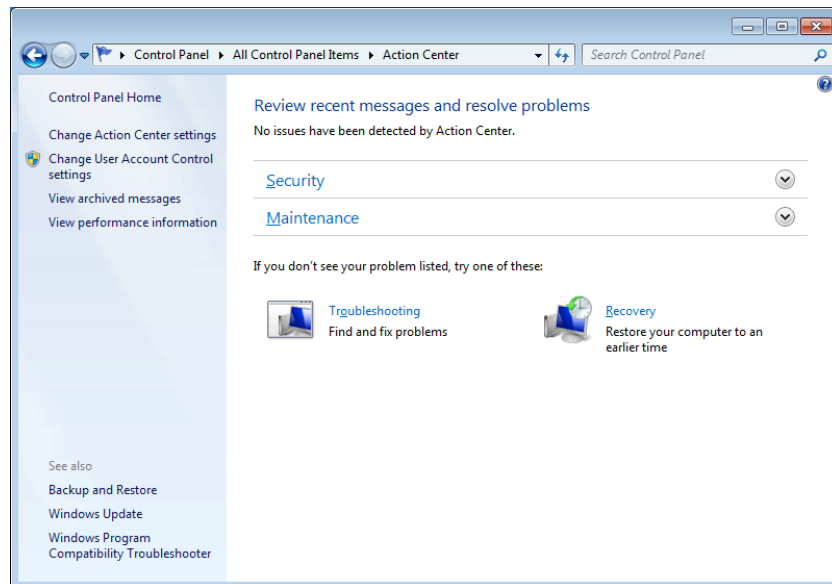 Control Panel
All Control Panel Items
Action Center
Search Control Panel
Control Panel Home
Change Action Center settings
Change User Account Control
settings
View archived messages
View performance information
See also
Backup and Restore
Windows Update
Windows Program
Compatibility Troubleshooter
Review recent messages and resolve problems
No issues have been detected by Action Center.
Security
Maintenance
If you don't see your problem listed, try one of these:
Troubleshooting
Find and fix problems
Recovery
Restore your computer to an
earlier time